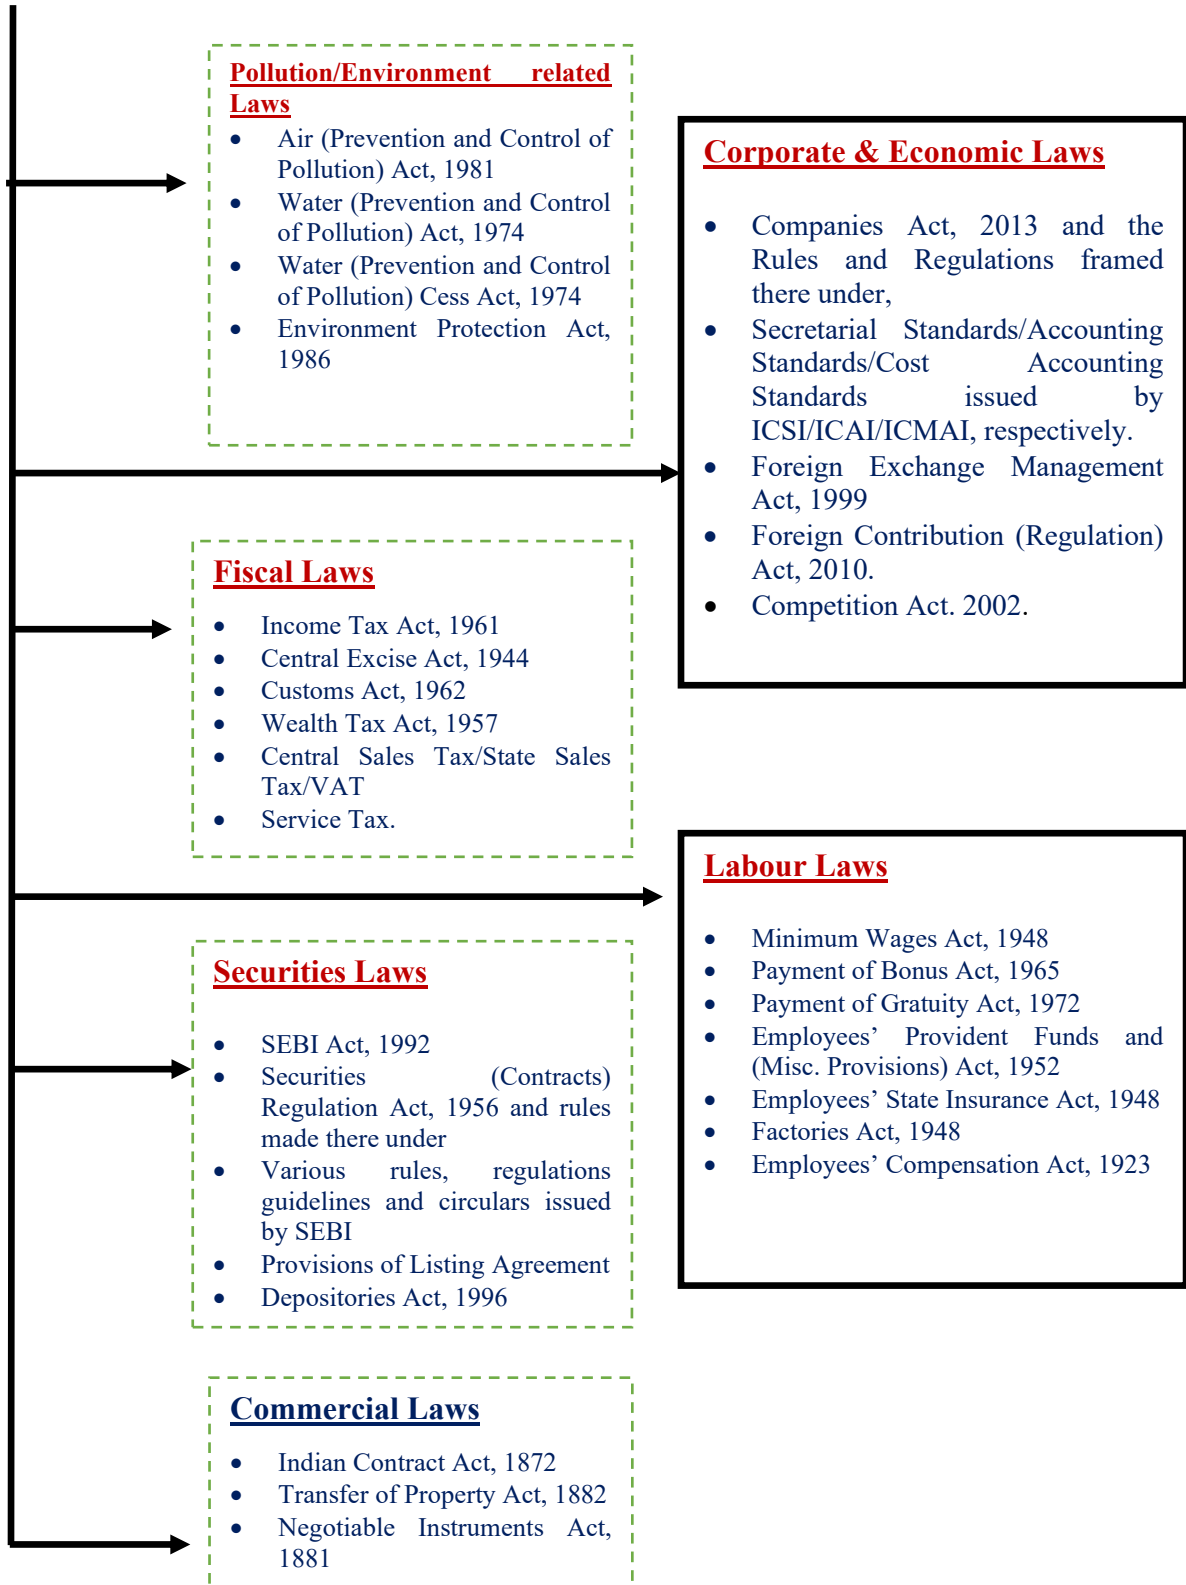 Pollution/Environment related
Laws
• Air (Prevention and Control of
Pollution) Act, 1981
• Water (Prevention and Control
of Pollution) Act, 1974
• Water (Prevention and Control
of Pollution) Cess Act, 1974
• Environment Protection Act,
1986
Corporate & Economic Laws
• Companies Act, 2013 and the
Rules and Regulations framed
there under,
• Secretarial Standards/Accounting
Standards/Cost Accounting
Standards issued by
ICSI/ICAI/ICMAI, respectively.
• Foreign Exchange Management
Act, 1999
• Foreign Contribution (Regulation)
Act, 2010.
• Competition Act. 2002.
Fiscal Laws
• Income Tax Act, 1961
• Central Excise Act, 1944
• Customs Act, 1962
• Wealth Tax Act, 1957
• Central Sales Tax/State Sales
Tax/VAT
• Service Tax.
Labour Laws
• Minimum Wages Act, 1948
• Payment of Bonus Act, 1965
• Payment of Gratuity Act, 1972
• Employees’ Provident Funds and
(Misc. Provisions) Act, 1952
• Employees’ State Insurance Act, 1948
• Factories Act, 1948
• Employees’ Compensation Act, 1923
Securities Laws
• SEBI Act, 1992
• Securities (Contracts)
Regulation Act, 1956 and rules
made there under
• Various rules, regulations
guidelines and circulars issued
by SEBI
• Provisions of Listing Agreement
• Depositories Act, 1996
Commercial Laws
• Indian Contract Act, 1872
• Transfer of Property Act, 1882
• Negotiable Instruments Act,
1881